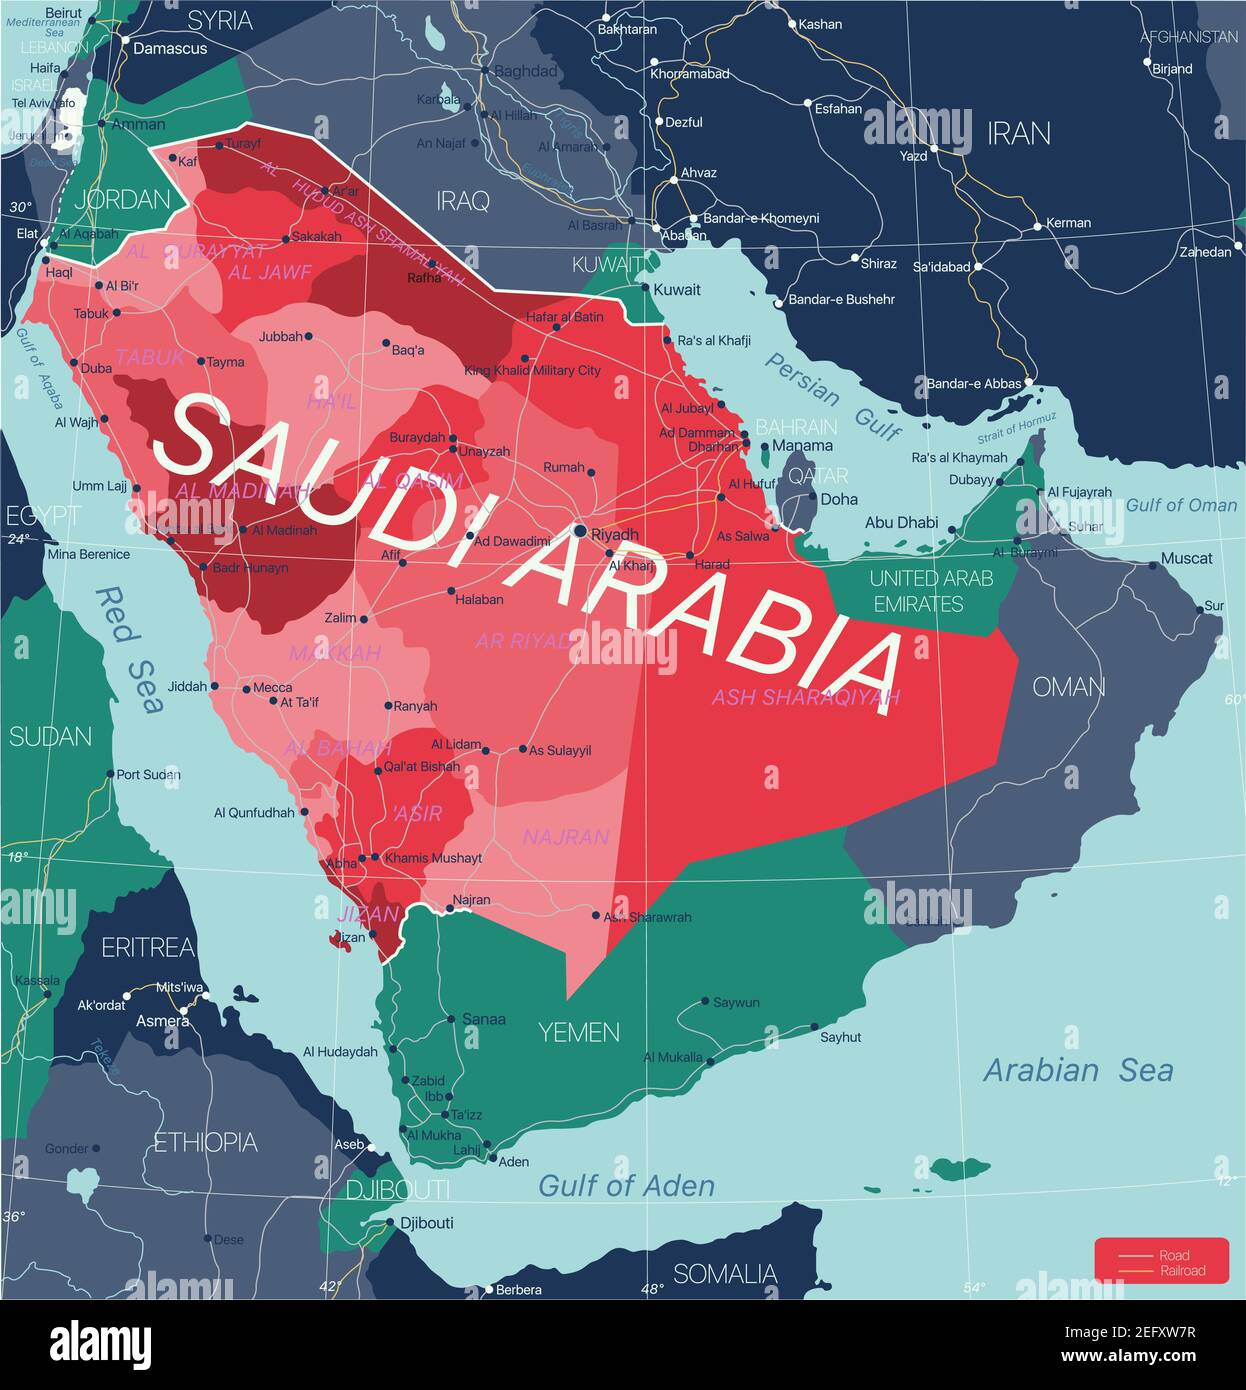 Beirut
Mediterranean
Sea
SYRIA
LEBANON
Damascus
Haifa
ISRAEL
Tel Aviv Yafo
Jerusalem
Dead Sea
Amman
JORDAN
30°
Elat
Al Aqabah
Haql
Bakhtaran
Kashan
AFGHANISTAN
Birjand
Baghdad
Khorramabad
Karbala
Al Hillan
Tigris
Esfahan
Dezful
An Najaf
Al Amarah
Euphrates
Yazd
IRAN
IRAQ
Ahvaz
Al Basrah
Bandar-e Khomeyni
Abadan
Kerman
Zahedan
Shiraz
Sa'idabad
Bandar-e Bushehr
Bandar-e Abbas
KUWAIT
Kuwait
Turayf
Kaf
Ar'ar
AL HUDUD ASH SHAMALIYAH
Sakakah
AL QURAYYAT
AL JAWF
Rafha
Al Bi'r
Tabuk
Hafar al Batin
Ra's al Khafji
Jubbah
Baq'a
TABUK
Tayma
Duba
King Khalid Military City
Gulf of Aqaba
Persian Gulf
Strait of Hormuz
HA'IL
Al Wajh
Al Jubayl
Ad Dammam
Dharhan
BAHRAIN
Manama
Buraydah
Unayzah
Rumah
QATAR
Doha
Ra's al Khaymah
Dubayy
Al Fujayrah
Gulf of Oman
Umm Lajj
AL MADINAH
AL QASIM
Al Hufuf
Abu Dhabi
Suhar
EGYPT
24°
Mina Berenice
Al Madinah
Ad Dawadimi
Riyadh
As Salwa
Al Buraymi
Muscat
Afif
Al Kharj
Harad
Badr Hunayn
SAUDI ARABIA
UNITED ARAB
EMIRATES
Halaban
Zalim
Sur
Red Sea
MAKKAH
AR RIYAD
Jiddah
Mecca
At Ta'if
Ranyah
ASH SHARAQIYAH
OMAN
60°
SUDAN
AL BAHAH
Al Lidam
As Sulayyil
Port Sudan
Qal'at Bishah
Al Qunfudhah
'ASIR
NAJRAN
18°
Abha
Khamis Mushayt
Najran
JIZAN
Jizan
Ash Sharawrah
Salalah
ERITREA
Kassala
Mits'iwa
Ak'ordat
Asmera
Tekeze
Sanaa
YEMEN
Saywun
Sayhut
Al Hudaydah
Al Mukalla
Arabian Sea
Zabid
Ibb
Ta'izz
Al Mukha
Lahij
Aden
Gonder
ETHIOPIA
Aseb
DJIBOUTI
Gulf of Aden
12°
36°
Djibouti
Dese
42°
Berbera
SOMALIA
48°
54°
Road
Railroad
alamy
Image ID: 2EFXW7R
www.alamy.com